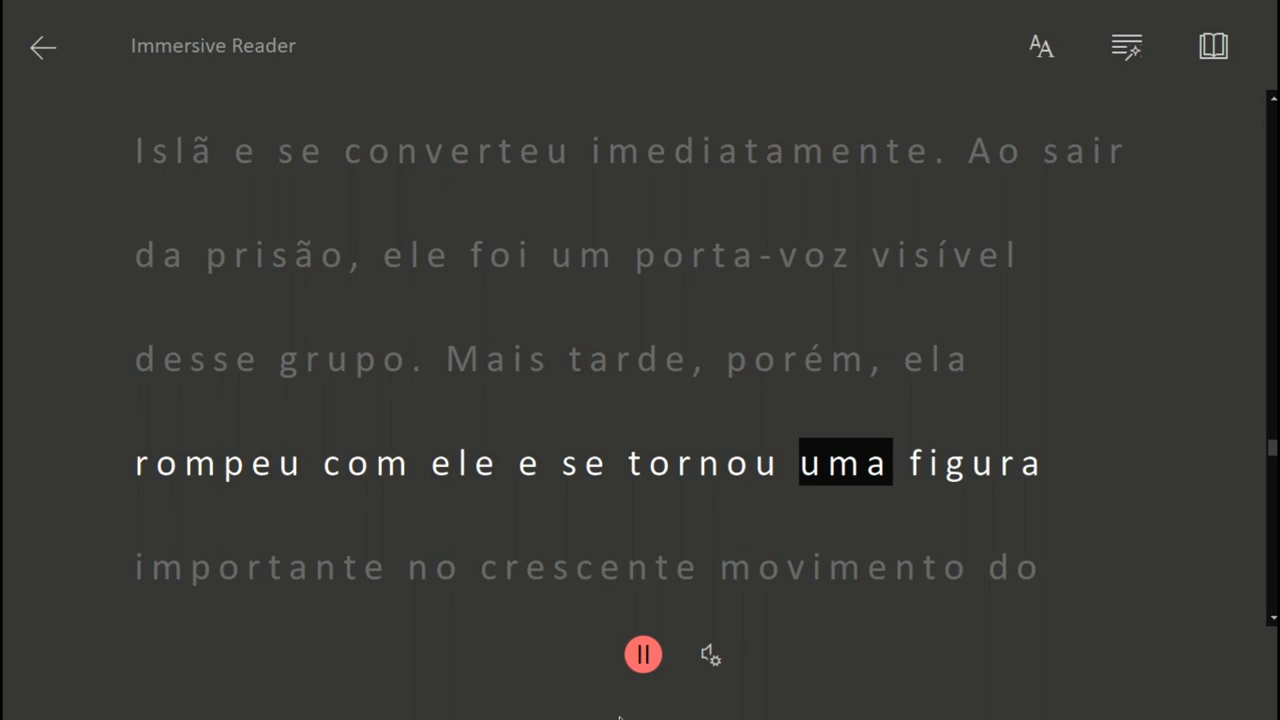 Immersive Reader
Islã e se converteu imediatamente. Ao sair
da prisão, ele foi um porta-voz visível
desse grupo. Mais tarde, porém, ela
rompeu com ele e se tornou uma figura
importante no crescente movimento do